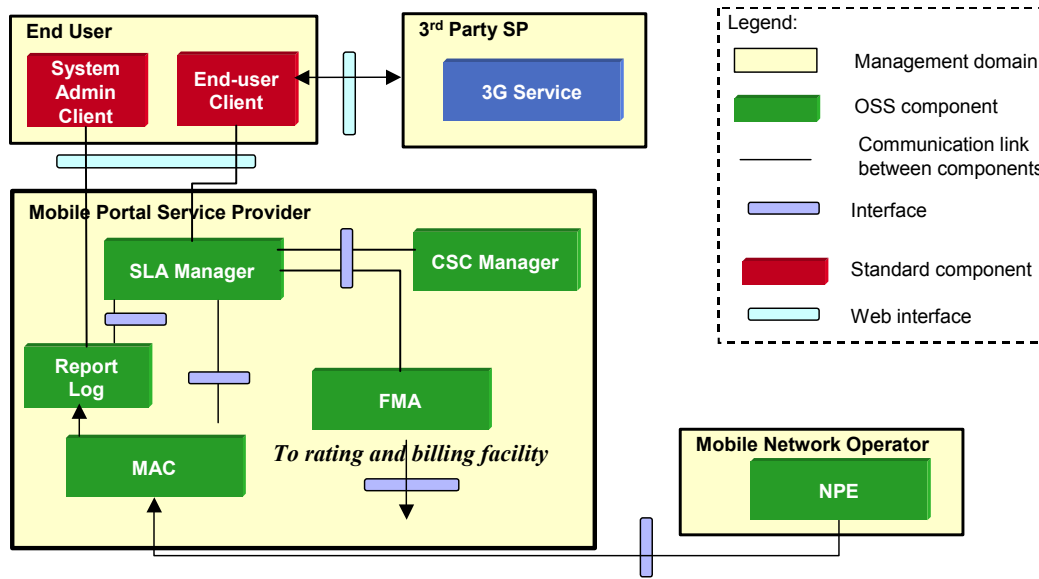 End User
System
Admin
Client
End-user
Client
3rd Party SP
3G Service
Legend:
Management domain
OSS component
Communication link
between components
Interface
Standard component
Web interface
Mobile Portal Service Provider
SLA Manager
CSC Manager
Report
Log
FMA
MAC
To rating and billing facility
Mobile Network Operator
NPE